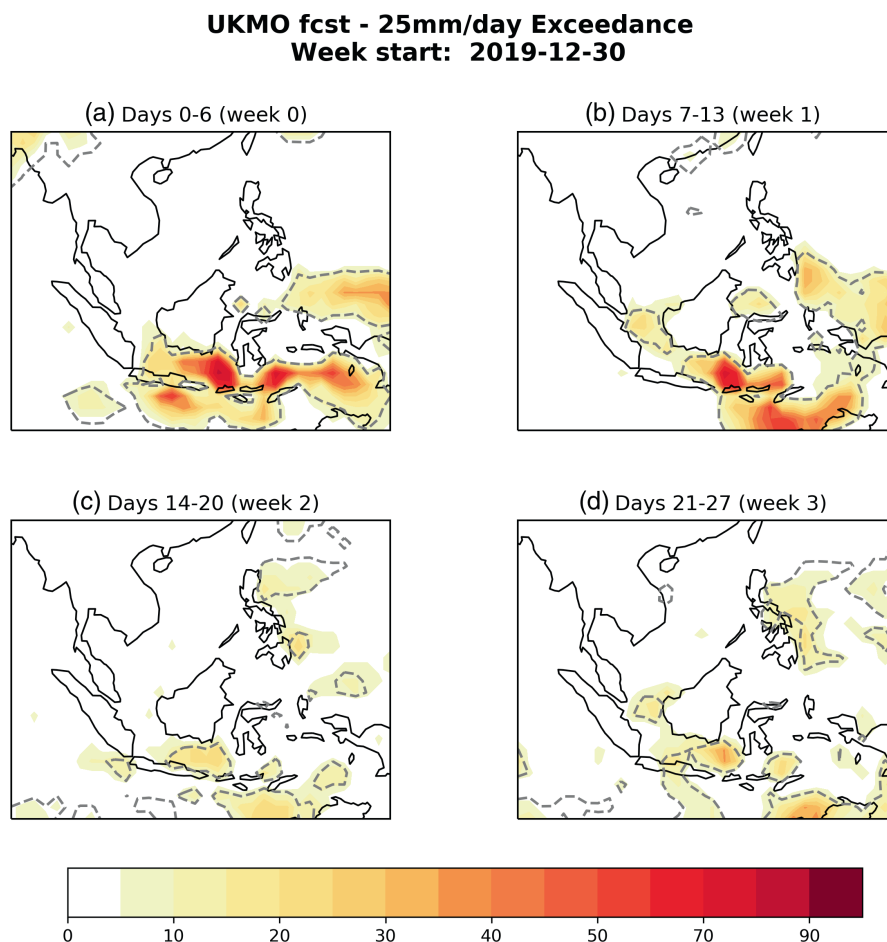 UKMO fcst - 25mm/day Exceedance
Week start: 2019-12-30
(a) Days 0-6 (week 0)
(b) Days 7-13 (week 1)
(c) Days 14-20 (week 2)
(d) Days 21-27 (week 3)
0 10 20 30 40 50 70 90